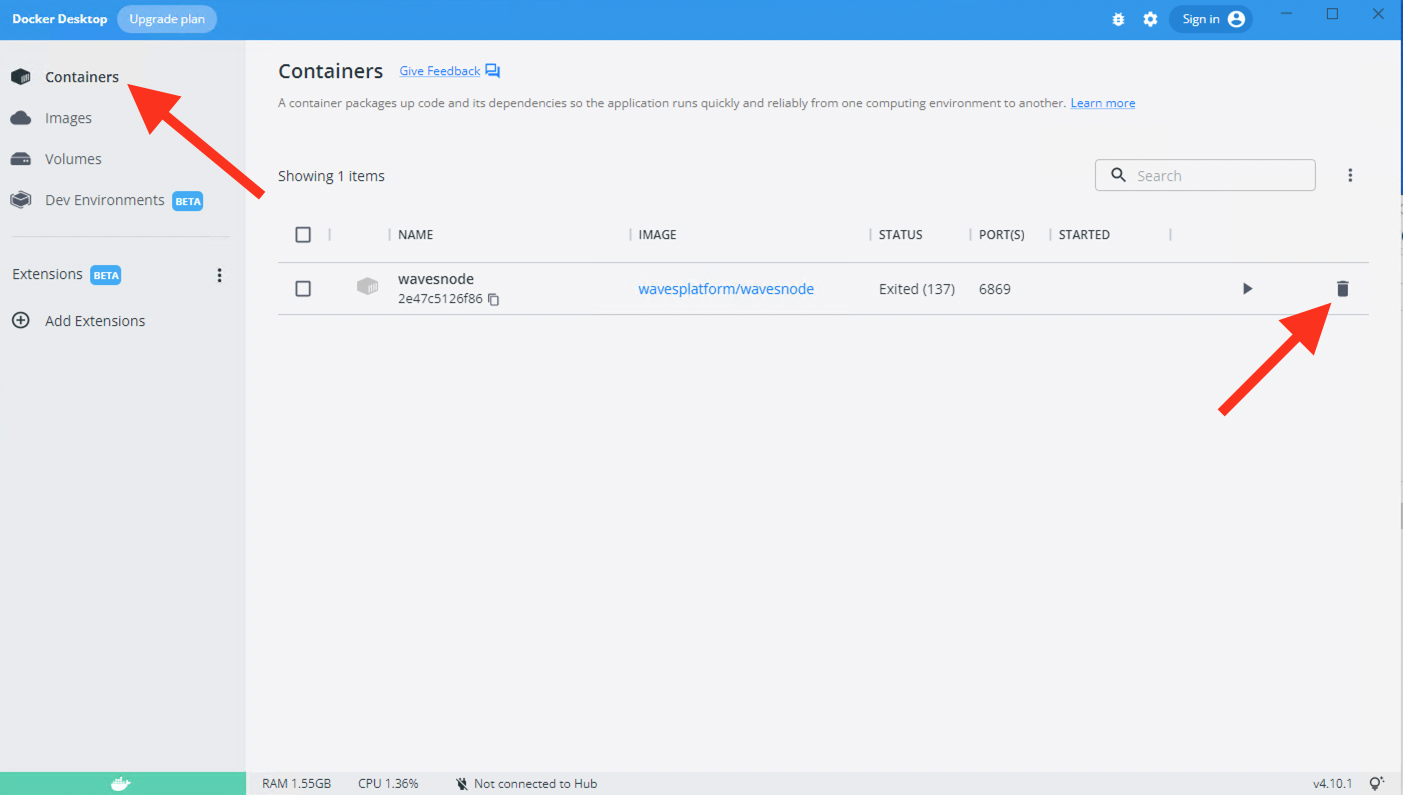 Docker Desktop Upgrade plan Sign in
Containers
Images
Volumes
Dev Environments BETA
Extensions BETA
Add Extensions
Containers Give Feedback
A container packages up code and its dependencies so the application runs quickly and reliably from one computing environment to another. Learn more
Showing 1 items Search
NAME IMAGE STATUS PORT(S) STARTED
wavesnode wavesplatform/wavesnode Exited (137) 6869
2e47c5126f86
RAM 1.55GB CPU 1.36% Not connected to Hub v4.10.1